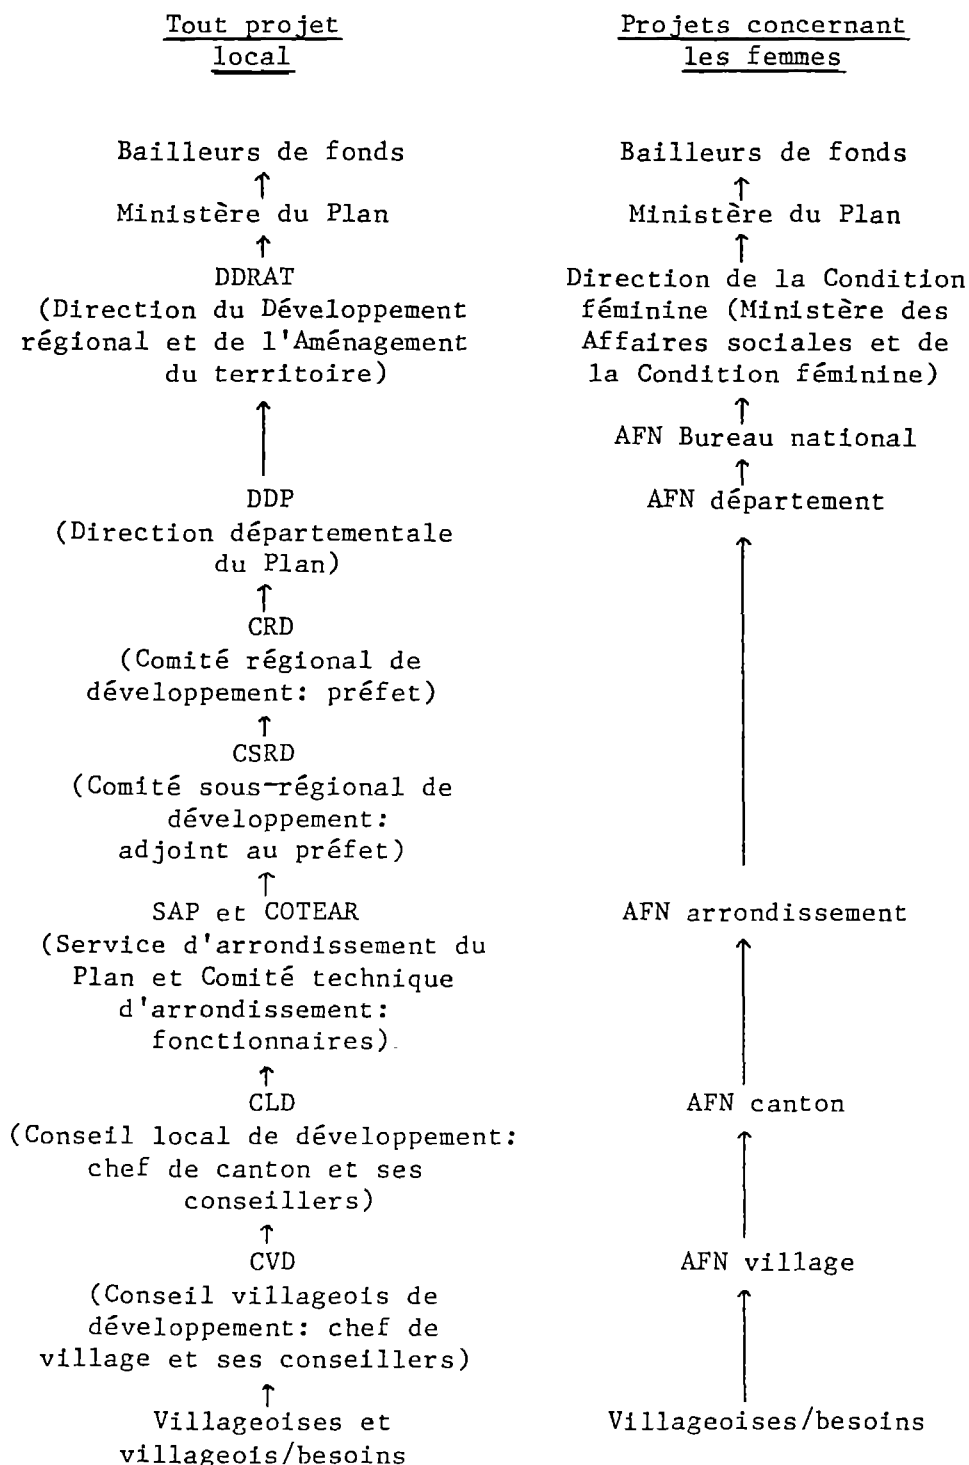 Tout projet
local
Bailleurs de fonds
↑
Ministère du Plan
↑
DDRAT
(Direction du Développement
régional et de l'Aménagement
du territoire)
↑
DDP
(Direction départementale
du Plan)
↑
CRD
(Comité régional de
développement: préfet)
↑
CSRD
(Comité sous-régional de
développement:
adjoint au préfet)
↑
SAP et COTEAR
(Service d'arrondissement du
Plan et Comité technique
d'arrondissement:
fonctionnaires)
↑
CLD
(Conseil local de développement:
chef de canton et ses
conseillers)
↑
CVD
(Conseil villageois de
développement: chef de
village et ses conseillers)
↑
Villageoises et
villageois/besoins
Projets concernant
les femmes
Bailleurs de fonds
↑
Ministère du Plan
↑
Direction de la Condition
féminine (Ministère des
Affaires sociales et de
la Condition féminine)
↑
AFN Bureau national
↑
AFN département
↑
AFN arrondissement
↑
AFN canton
↑
AFN village
↑
Villageoises/besoins